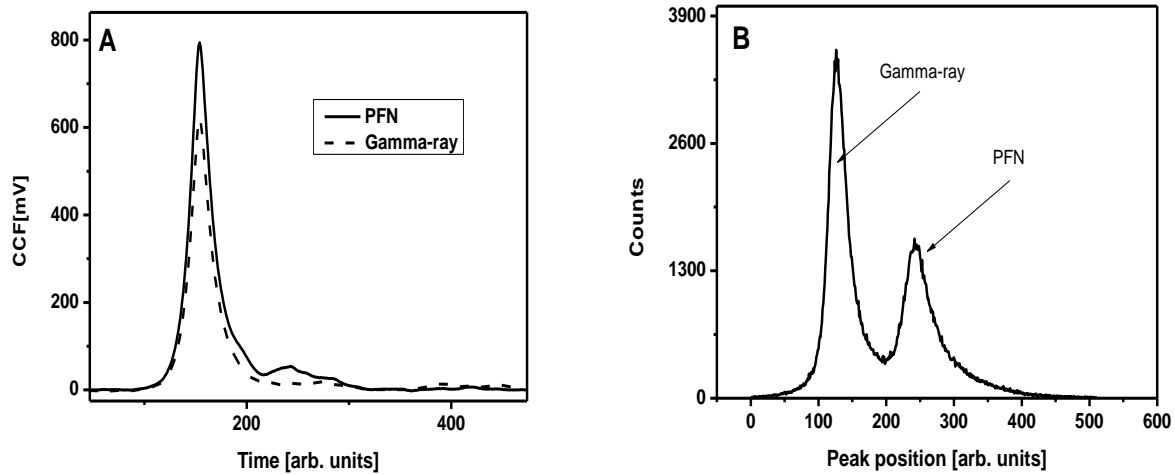 A
800
600
400
200
0
CCF[mV]
PFN
Gamma-ray
200
400
Time [arb. units]
B
3900
2600
1300
0
Counts
Gamma-ray
PFN
0
100
200
300
400
500
600
Peak position [arb. units]